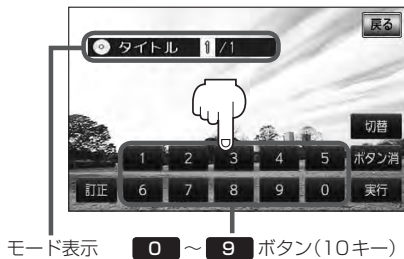 戻る
タイトル 1 /1
切替
1 2 3 4 5 ボタン消
訂正 6 7 8 9 0 実行
モード表示 0 ～ 9 ボタン(10キー)